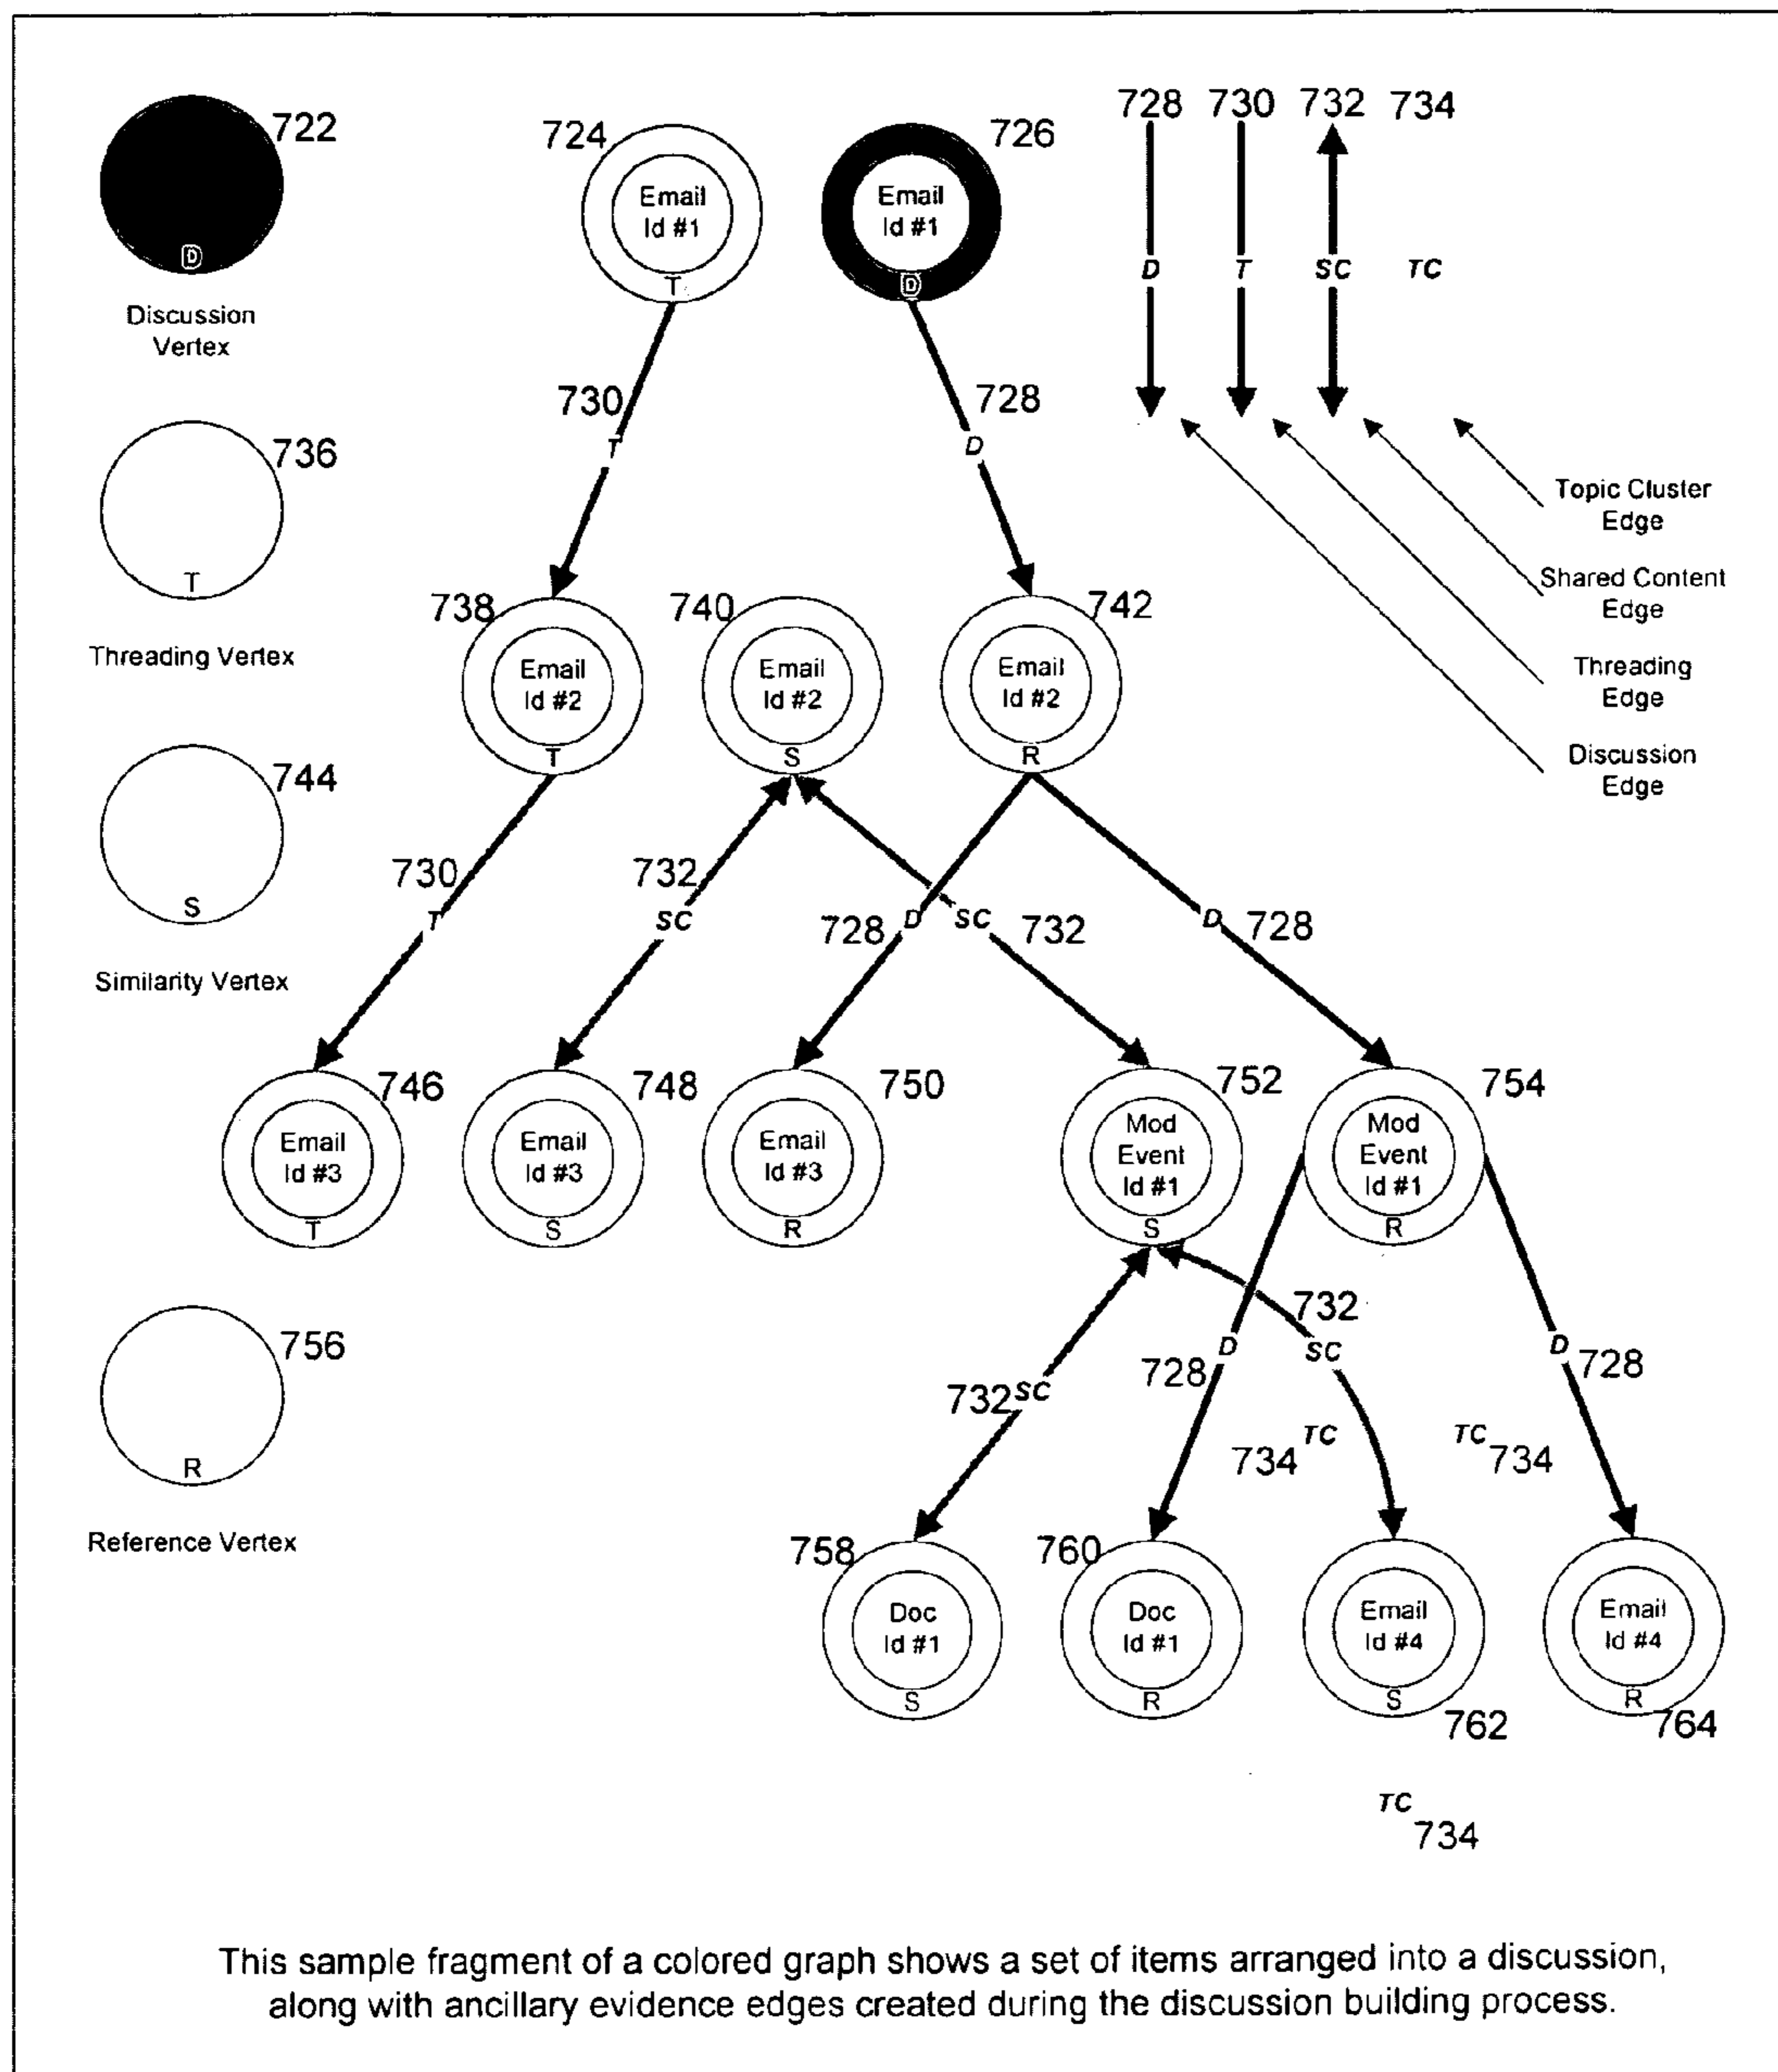 722
D
Discussion
Vertex
724
Email
Id #1
T
726
Email
Id #1
D
728 730 732 734
D T SC TC
730
T
728
D
736
T
Threading Vertex
Topic Cluster
Edge
Shared Content
Edge
Threading
Edge
Discussion
Edge
738
Email
Id #2
T
740
Email
Id #2
S
742
Email
Id #2
R
744
S
Similarity Vertex
730
T
732
SC
728 D
SC 732
D 728
746
Email
Id #3
T
748
Email
Id #3
S
750
Email
Id #3
R
752
Mod
Event
Id #1
S
754
Mod
Event
Id #1
R
756
R
Reference Vertex
732 SC
728 D
732
SC
D 728
734 TC
TC 734
758
Doc
Id #1
S
760
Doc
Id #1
R
Email
Id #4
S
762
Email
Id #4
R
764
TC
734
This sample fragment of a colored graph shows a set of items arranged into a discussion,
along with ancillary evidence edges created during the discussion building process.